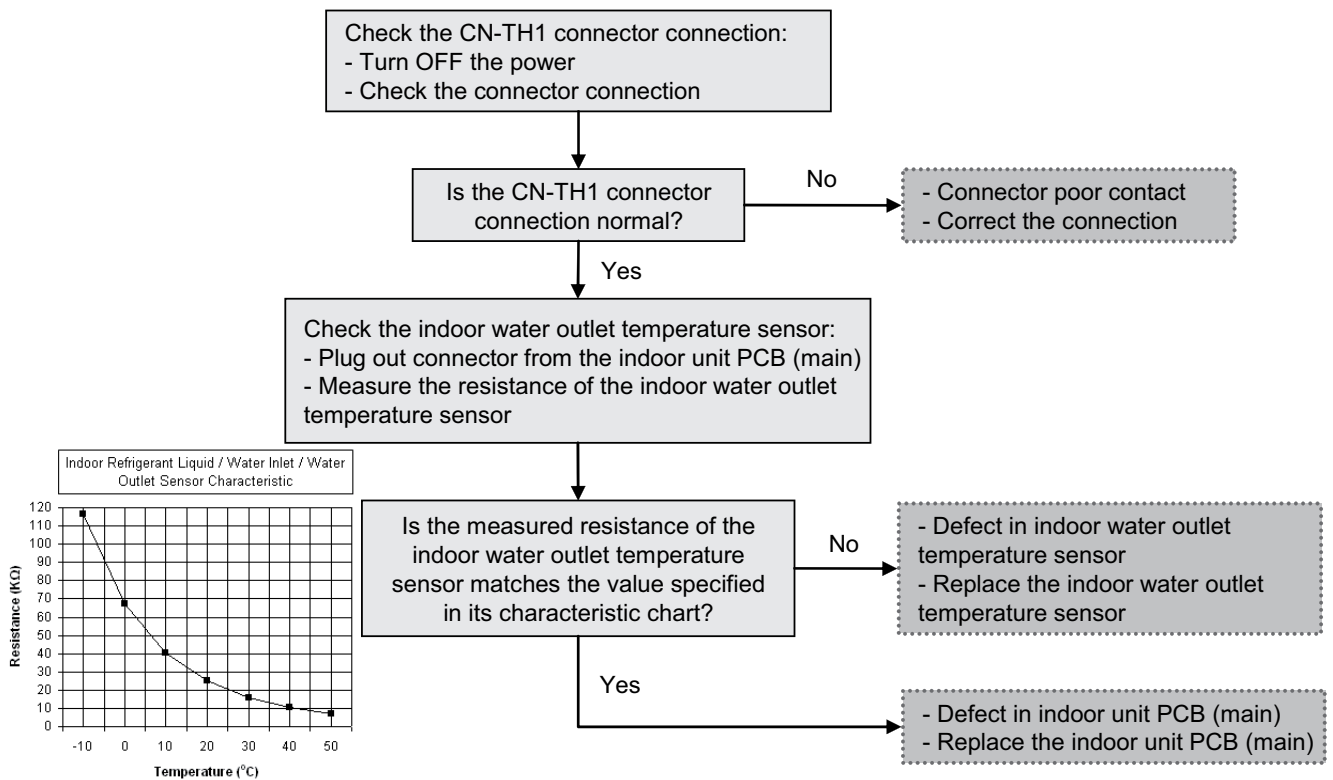 Check the CN-TH1 connector connection:
- Turn OFF the power
- Check the connector connection
Is the CN-TH1 connector
connection normal?
No
- Connector poor contact
- Correct the connection
Yes
Check the indoor water outlet temperature sensor:
- Plug out connector from the indoor unit PCB (main)
- Measure the resistance of the indoor water outlet
temperature sensor
Indoor Refrigerant Liquid / Water Inlet / Water
Outlet Sensor Characteristic
Resistance (KΩ)
120
110
100
90
80
70
60
50
40
30
20
10
0
-10 0 10 20 30 40 50
Temperature (°C)
Is the measured resistance of the
indoor water outlet temperature
sensor matches the value specified
in its characteristic chart?
No
- Defect in indoor water outlet
temperature sensor
- Replace the indoor water outlet
temperature sensor
Yes
- Defect in indoor unit PCB (main)
- Replace the indoor unit PCB (main)